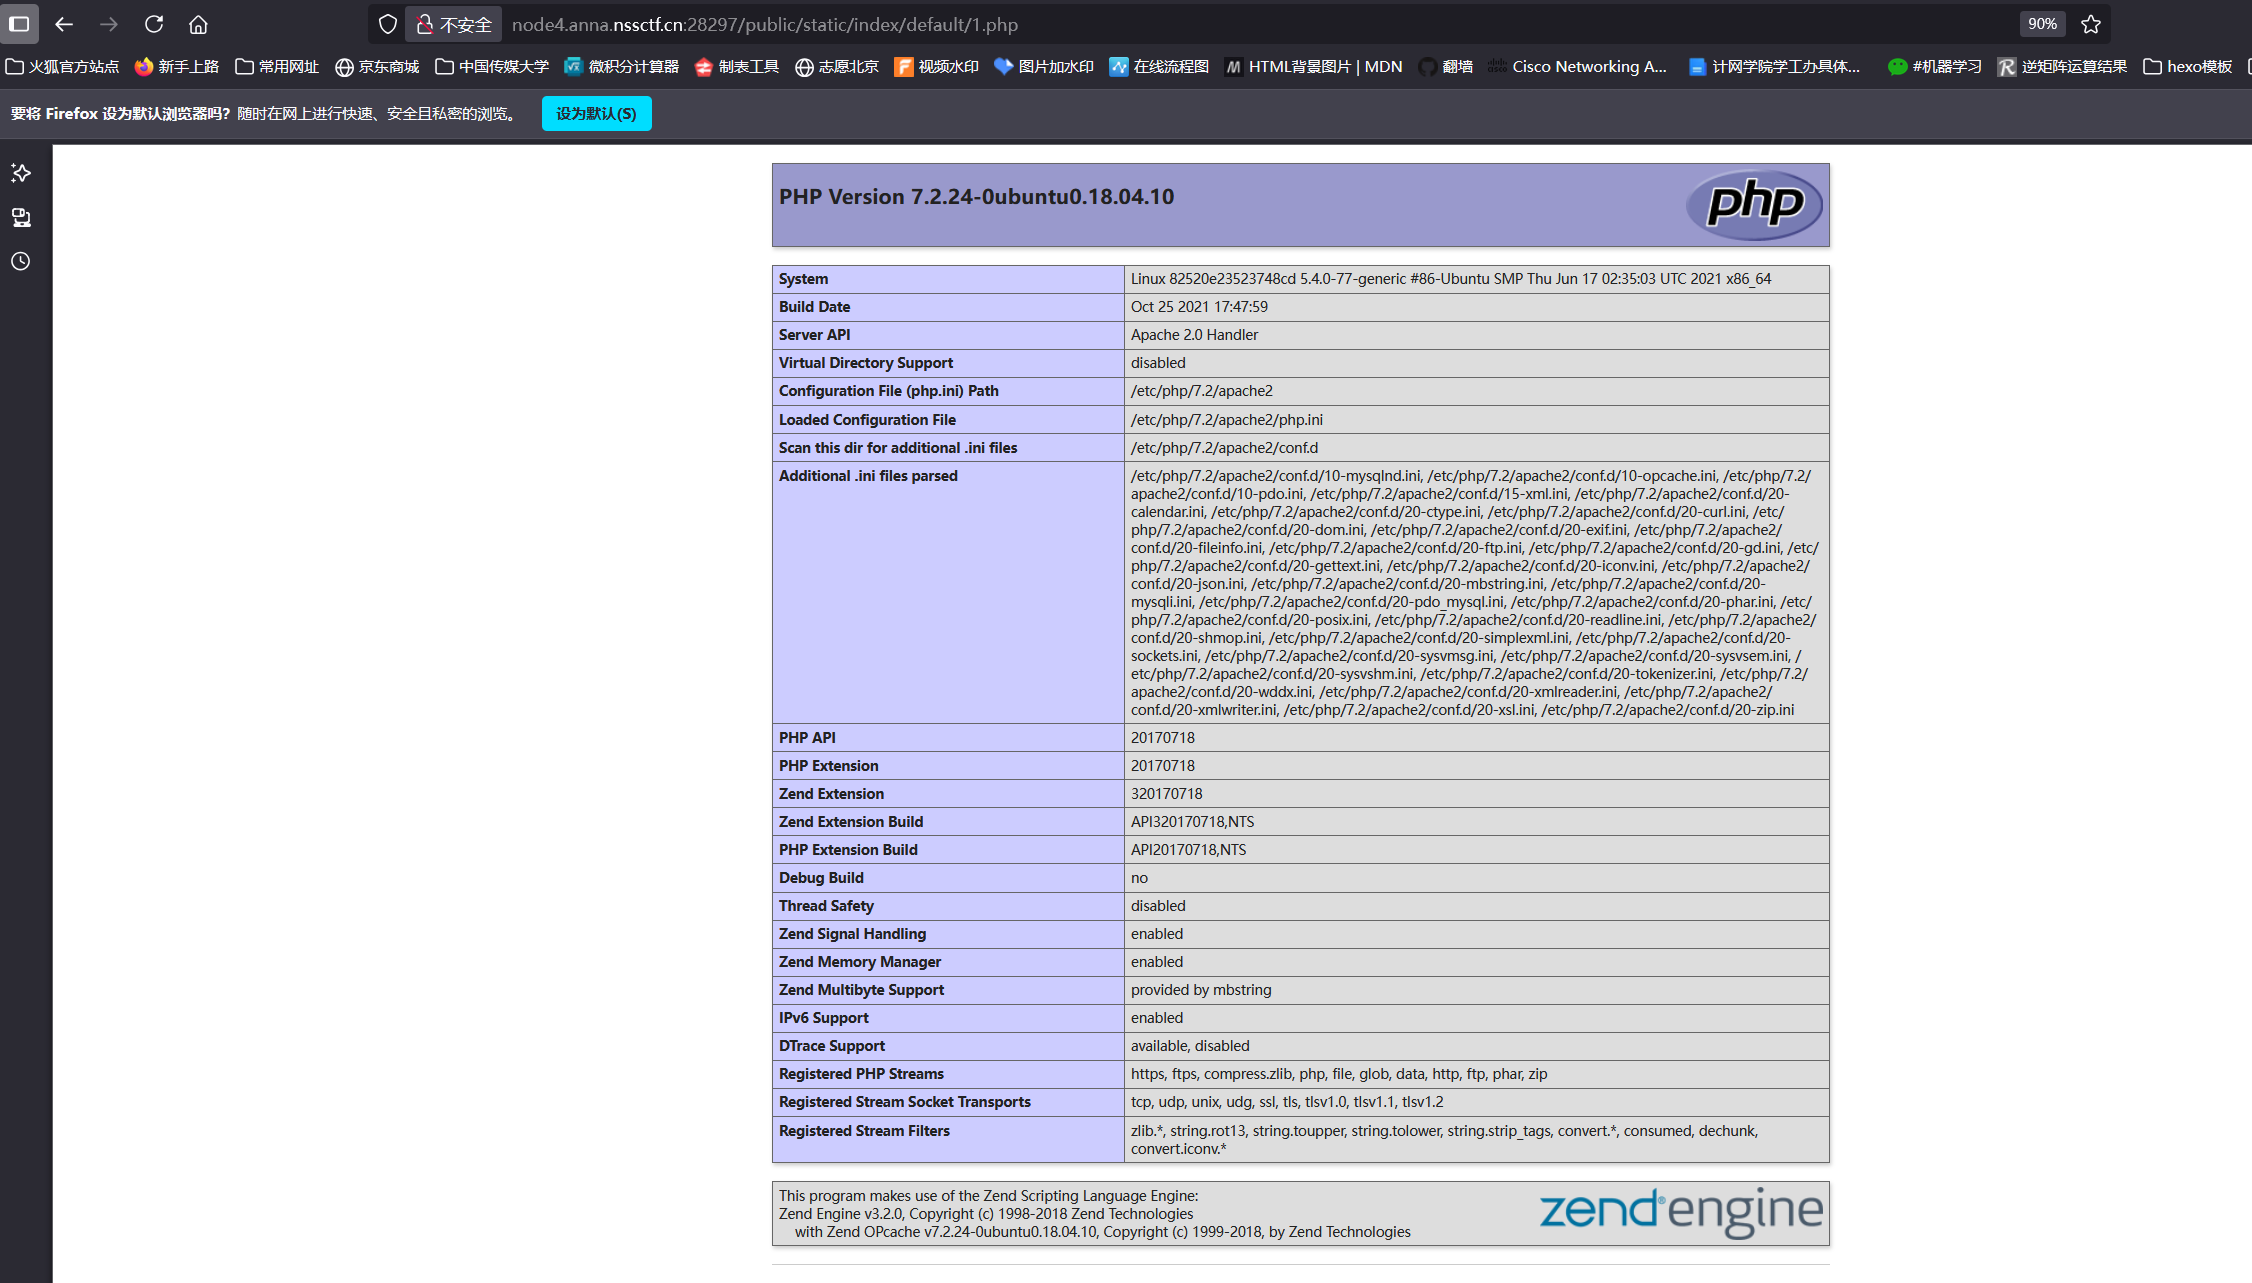 不安全 node4.anna.nssctf.cn:28297/public/static/index/default/1.php 90%
火狐官方站点 新手上路 常用网址 京东商城 中国传媒大学 微积分计算器 制表工具 志愿北京 视频水印 图片加水印 在线流程图 HTML背景图片 | MDN 翻墙 Cisco Networking A... 计网学院学工办具体... #机器学习 逆矩阵运算结果 hexo模板
要将 Firefox 设为默认浏览器吗? 随时在网上进行快速、安全且私密的浏览。 设为默认(S)
PHP Version 7.2.24-0ubuntu0.18.04.10 php
System Linux 82520e23523748cd 5.4.0-77-generic #86-Ubuntu SMP Thu Jun 17 02:35:03 UTC 2021 x86_64
Build Date Oct 25 2021 17:47:59
Server API Apache 2.0 Handler
Virtual Directory Support disabled
Configuration File (php.ini) Path /etc/php/7.2/apache2
Loaded Configuration File /etc/php/7.2/apache2/php.ini
Scan this dir for additional .ini files /etc/php/7.2/apache2/conf.d
Additional .ini files parsed /etc/php/7.2/apache2/conf.d/10-mysqlnd.ini, /etc/php/7.2/apache2/conf.d/10-opcache.ini, /etc/php/7.2/
apache2/conf.d/10-pdo.ini, /etc/php/7.2/apache2/conf.d/15-xml.ini, /etc/php/7.2/apache2/conf.d/20-
calendar.ini, /etc/php/7.2/apache2/conf.d/20-ctype.ini, /etc/php/7.2/apache2/conf.d/20-curl.ini, /etc/
php/7.2/apache2/conf.d/20-dom.ini, /etc/php/7.2/apache2/conf.d/20-exif.ini, /etc/php/7.2/apache2/
conf.d/20-fileinfo.ini, /etc/php/7.2/apache2/conf.d/20-ftp.ini, /etc/php/7.2/apache2/conf.d/20-gd.ini, /etc/
php/7.2/apache2/conf.d/20-gettext.ini, /etc/php/7.2/apache2/conf.d/20-iconv.ini, /etc/php/7.2/apache2/
conf.d/20-json.ini, /etc/php/7.2/apache2/conf.d/20-mbstring.ini, /etc/php/7.2/apache2/conf.d/20-
mysqli.ini, /etc/php/7.2/apache2/conf.d/20-pdo_mysql.ini, /etc/php/7.2/apache2/conf.d/20-phar.ini, /etc/
php/7.2/apache2/conf.d/20-posix.ini, /etc/php/7.2/apache2/conf.d/20-readline.ini, /etc/php/7.2/apache2/
conf.d/20-shmop.ini, /etc/php/7.2/apache2/conf.d/20-simplexml.ini, /etc/php/7.2/apache2/conf.d/20-
sockets.ini, /etc/php/7.2/apache2/conf.d/20-sysvmsg.ini, /etc/php/7.2/apache2/conf.d/20-sysvsem.ini, /
etc/php/7.2/apache2/conf.d/20-sysvshm.ini, /etc/php/7.2/apache2/conf.d/20-tokenizer.ini, /etc/php/7.2/
apache2/conf.d/20-wddx.ini, /etc/php/7.2/apache2/conf.d/20-xmlreader.ini, /etc/php/7.2/apache2/
conf.d/20-xmlwriter.ini, /etc/php/7.2/apache2/conf.d/20-xsl.ini, /etc/php/7.2/apache2/conf.d/20-zip.ini
PHP API 20170718
PHP Extension 20170718
Zend Extension 320170718
Zend Extension Build API320170718,NTS
PHP Extension Build API20170718,NTS
Debug Build no
Thread Safety disabled
Zend Signal Handling enabled
Zend Memory Manager enabled
Zend Multibyte Support provided by mbstring
IPv6 Support enabled
DTrace Support available, disabled
Registered PHP Streams https, ftps, compress.zlib, php, file, glob, data, http, ftp, phar, zip
Registered Stream Socket Transports tcp, udp, unix, udg, ssl, tls, tlsv1.0, tlsv1.1, tlsv1.2
Registered Stream Filters zlib.*, string.rot13, string.toupper, string.tolower, string.strip_tags, convert.*, consumed, dechunk,
convert.iconv.*
This program makes use of the Zend Scripting Language Engine:
Zend Engine v3.2.0, Copyright (c) 1998-2018 Zend Technologies
with Zend OPcache v7.2.24-0ubuntu0.18.04.10, Copyright (c) 1999-2018, by Zend Technologies
zend®engine